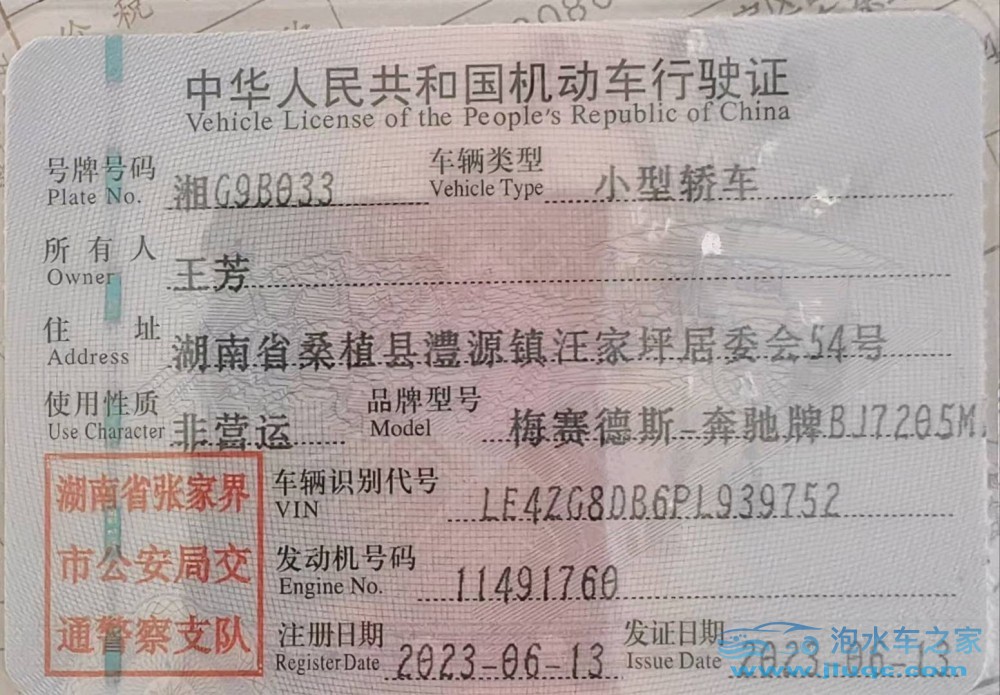 中华人民共和国机动车行驶证
Vehicle License of the People's Republic of China
号牌号码 湘G9B033 车辆类型 小型轿车
Plate No. Vehicle Type
所有人 王芳
Owner
住址 湖南省桑植县澧源镇汪家坪居委会54号
Address
使用性质 非营运 品牌型号 梅赛德斯-奔驰牌BJ7205M
Use Character Model
湖南省张家界
市公安局交
通警察支队
车辆识别代号 LE4ZG8DB6PL939752
VIN
发动机号码 11491760
Engine No.
注册日期 2023-06-13 发证日期 2023-06-13
Register Date Issue Date
泡水车之家